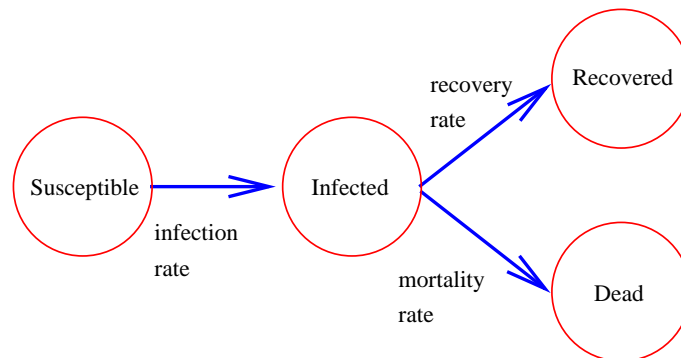 Susceptible
infection
rate
Infected
recovery
rate
Recovered
mortality
rate
Dead